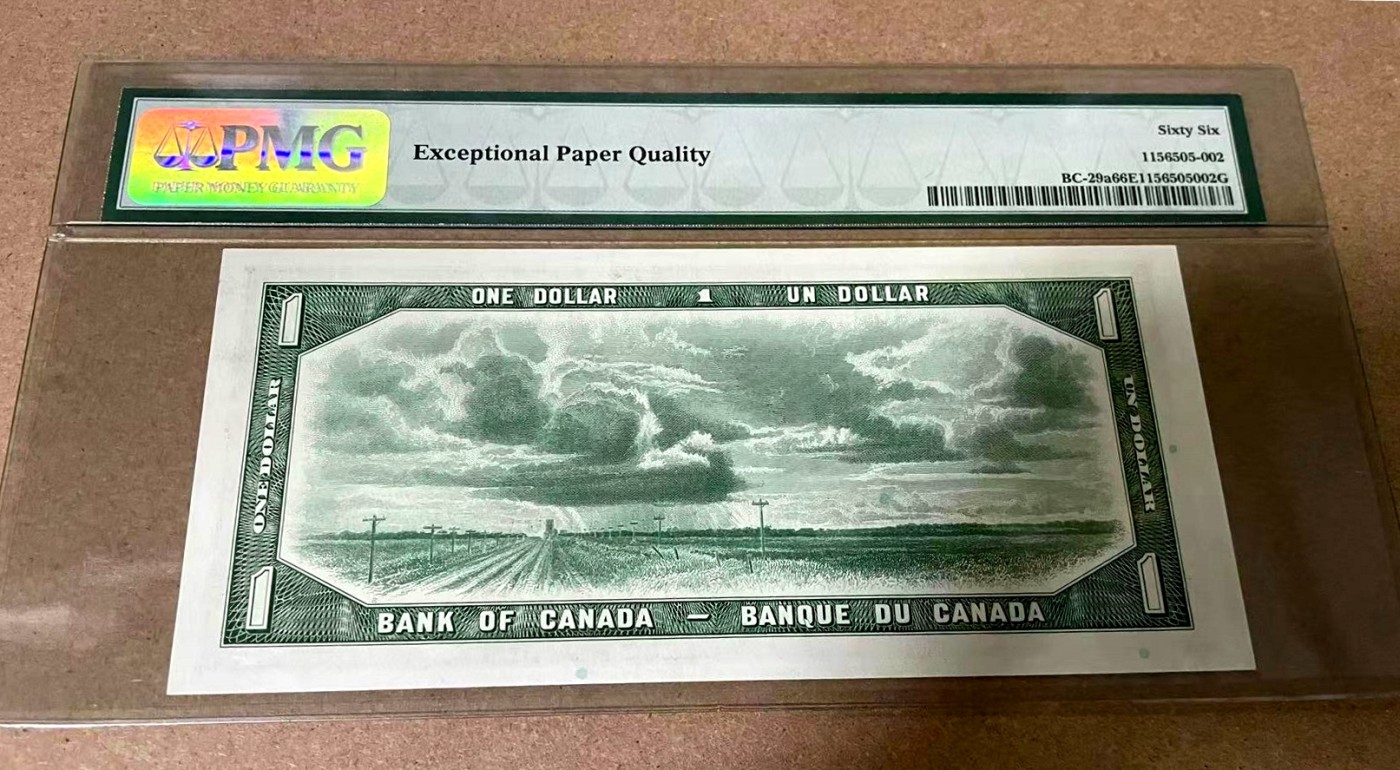 PMG
PAPER MONEY GUARANTY
Exceptional Paper Quality
Sixty Six
1156505-002
BC-29a66E1156505002G
1 ONE DOLLAR 1 UN DOLLAR 1
ONE DOLLAR
UN DOLLAR
1 BANK OF CANADA — BANQUE DU CANADA 1